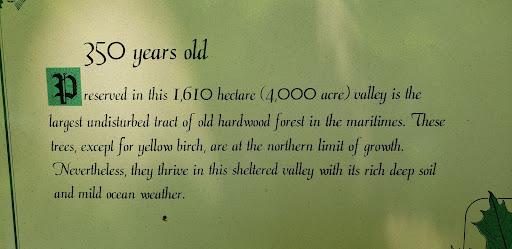 350 years old
Preserved in this 1,610 hectare (4,000 acre) valley is the
largest undisturbed tract of old hardwood forest in the maritimes. These
trees, except for yellow birch, are at the northern limit of growth.
Nevertheless, they thrive in this sheltered valley with its rich deep soil
and mild ocean weather.